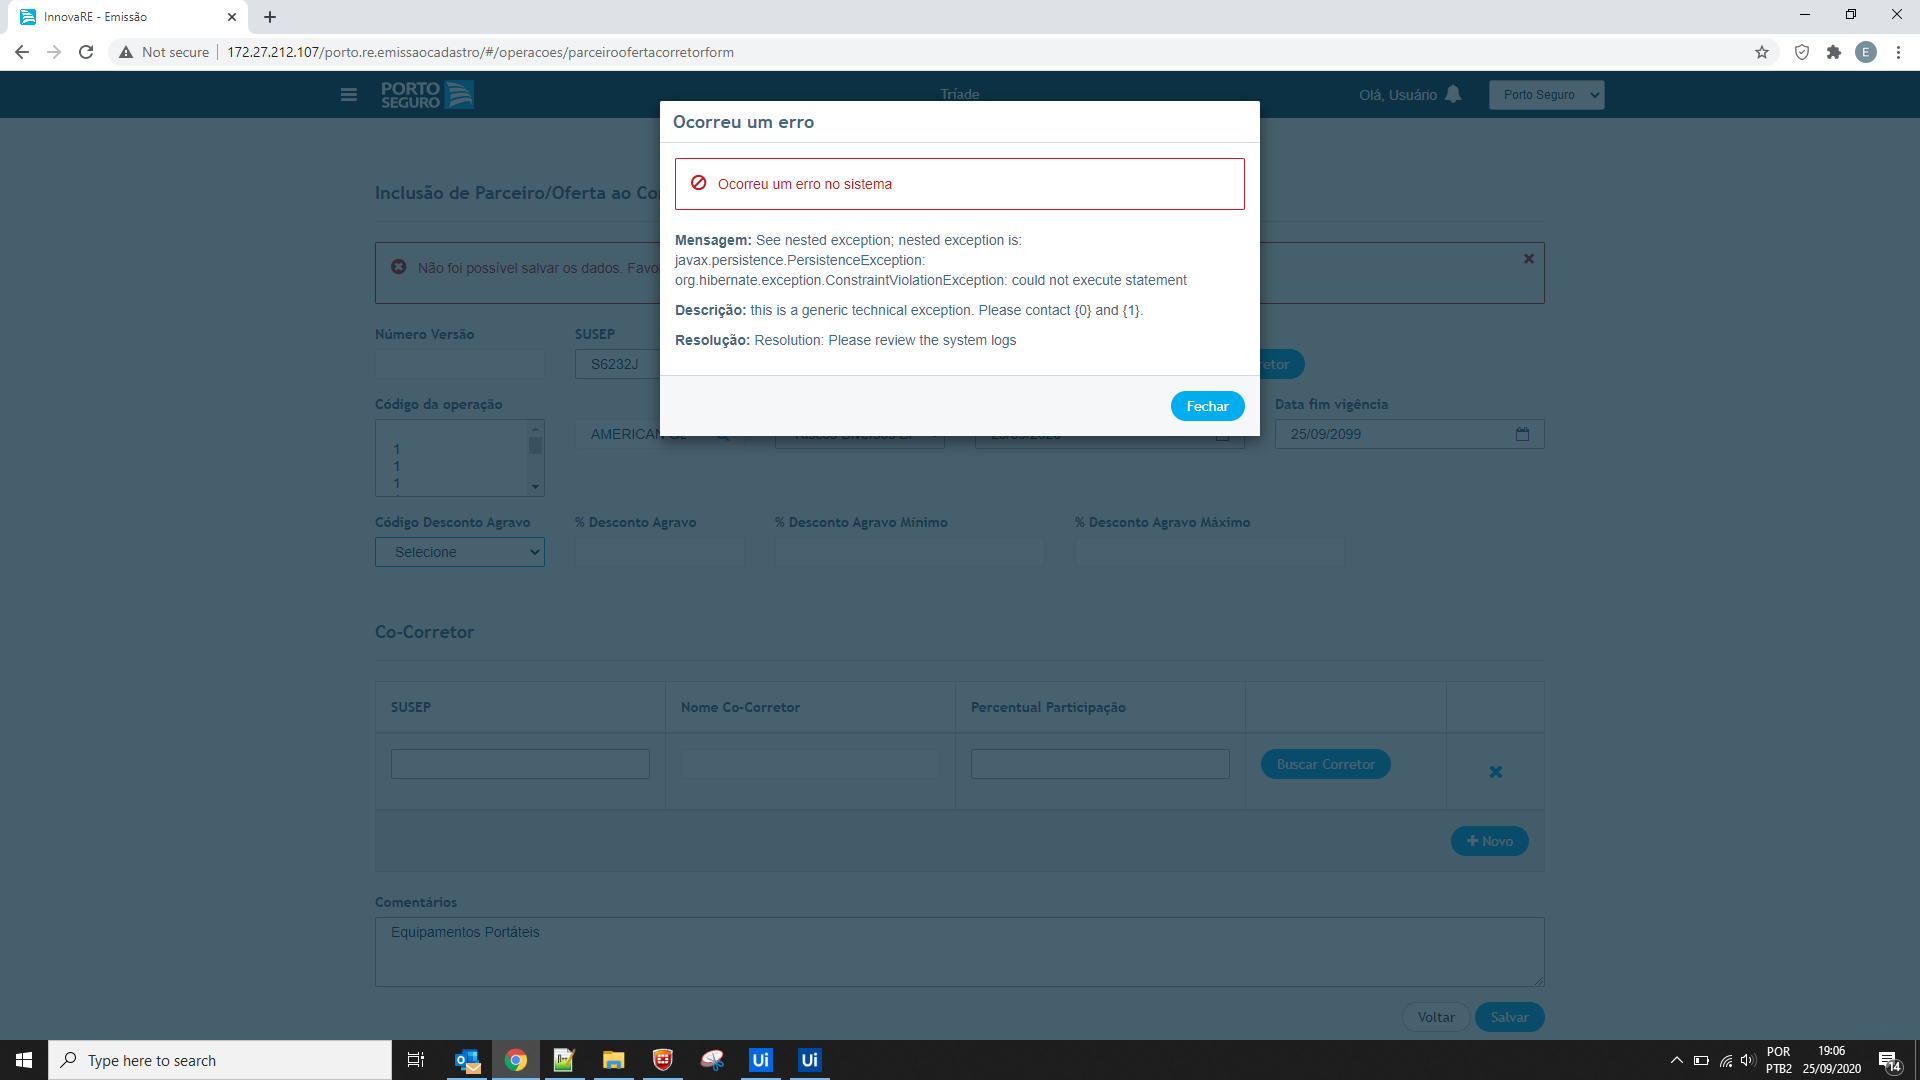 InnovaRE - Emissão
Not secure
172.27.212.107/porto.re.emissaocadastro/#/operacoes/parceiroofertacorretorform
E
PORTO
SEGURO
Tríade
Olá, Usuário
Porto Seguro
Ocorreu um erro
Ocorreu um erro no sistema
Mensagem: See nested exception; nested exception is:
javax.persistence.PersistenceException:
org.hibernate.exception.ConstraintViolationException: could not execute statement
Descrição: this is a generic technical exception. Please contact {0} and {1}.
Resolução: Resolution: Please review the system logs
Fechar
Inclusão de Parceiro/Oferta ao
Não foi possível salvar os dados.
Número Versão
SUSEP
S6232J
Código da operação
Data fim vigência
1
1
1
AMERICAN
25/09/2099
Código Desconto Agravo
% Desconto Agravo
% Desconto Agravo Mínimo
% Desconto Agravo Máximo
Selecione
Co-Corretor
SUSEP
Nome Co-Corretor
Percentual Participação
Buscar Corretor
Novo
Comentários
Equipamentos Portáteis
Voltar
Salvar
Type here to search
Ui
Ui
POR
PTB2
19:06
25/09/2020
14